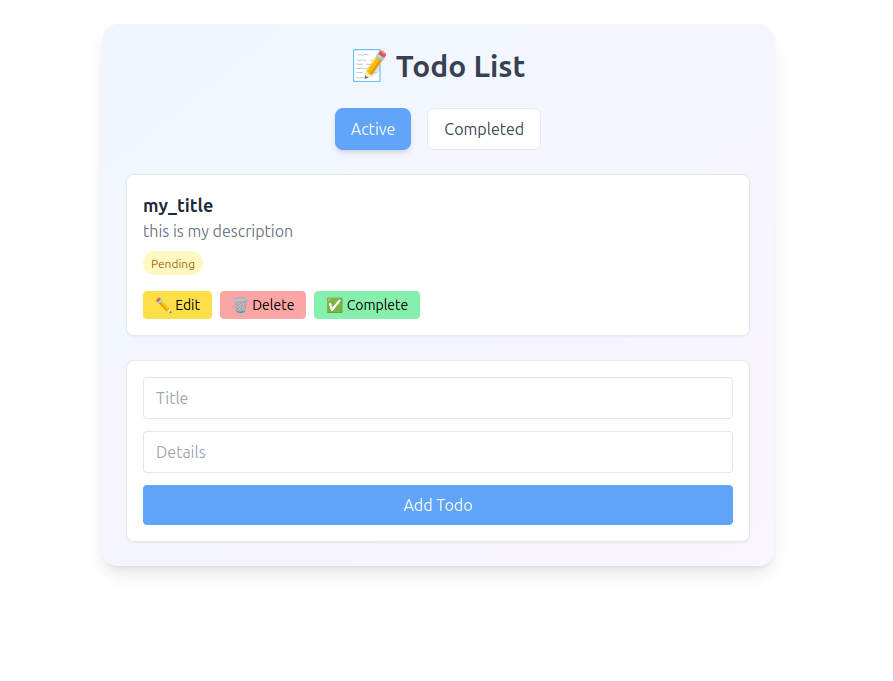 📝 Todo List
Active Completed
my_title
this is my description
Pending
✏️ Edit 🗑️ Delete ✅ Complete
Title
Details
Add Todo